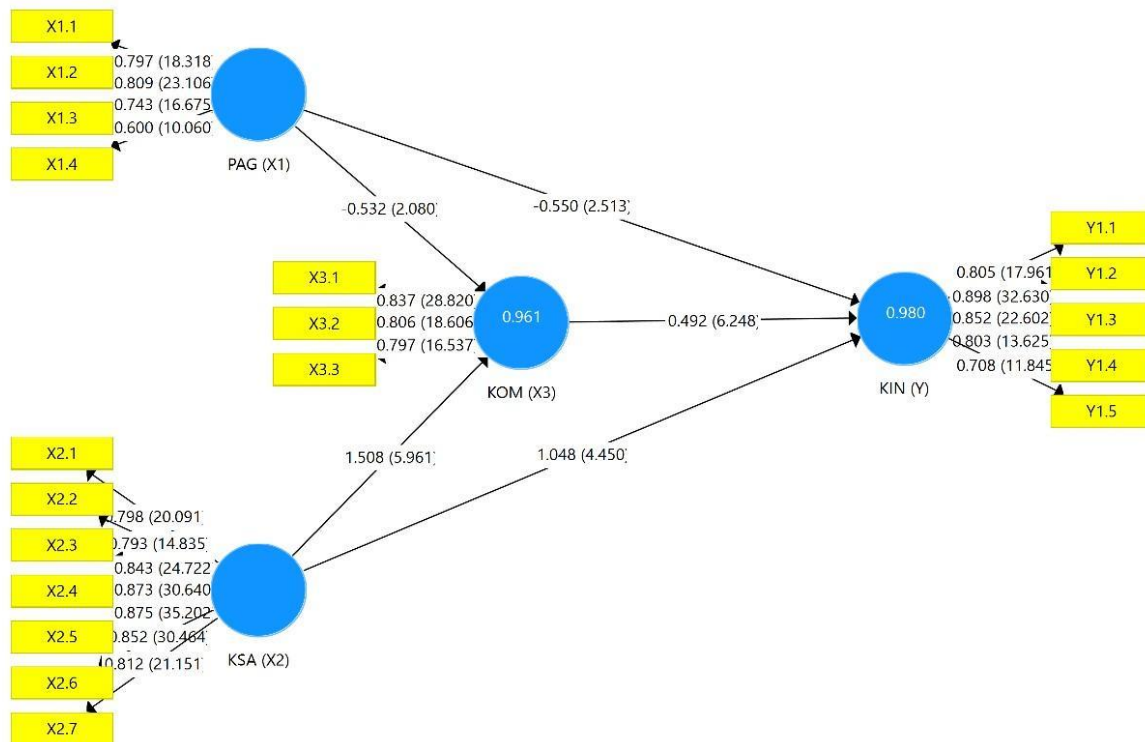 X1.1
X1.2
X1.3
X1.4
0.797 (18.318)
0.809 (23.106)
0.743 (16.675)
0.600 (10.060)
PAG (X1)
-0.532 (2.080)
-0.550 (2.513)
X3.1
X3.2
X3.3
0.837 (28.820)
0.806 (18.606)
0.797 (16.537)
0.961
KOM (X3)
0.492 (6.248)
0.980
KIN (Y)
0.805 (17.961
0.898 (32.630)
0.852 (22.602)
0.803 (13.625)
0.708 (11.845
Y1.1
Y1.2
Y1.3
Y1.4
Y1.5
1.508 (5.961)
1.048 (4.450)
X2.1
X2.2
X2.3
X2.4
X2.5
X2.6
X2.7
0.798 (20.091)
0.793 (14.835)
0.843 (24.722
0.873 (30.640
0.875 (35.202
0.852 (30.464)
0.812 (21.151)
KSA (X2)